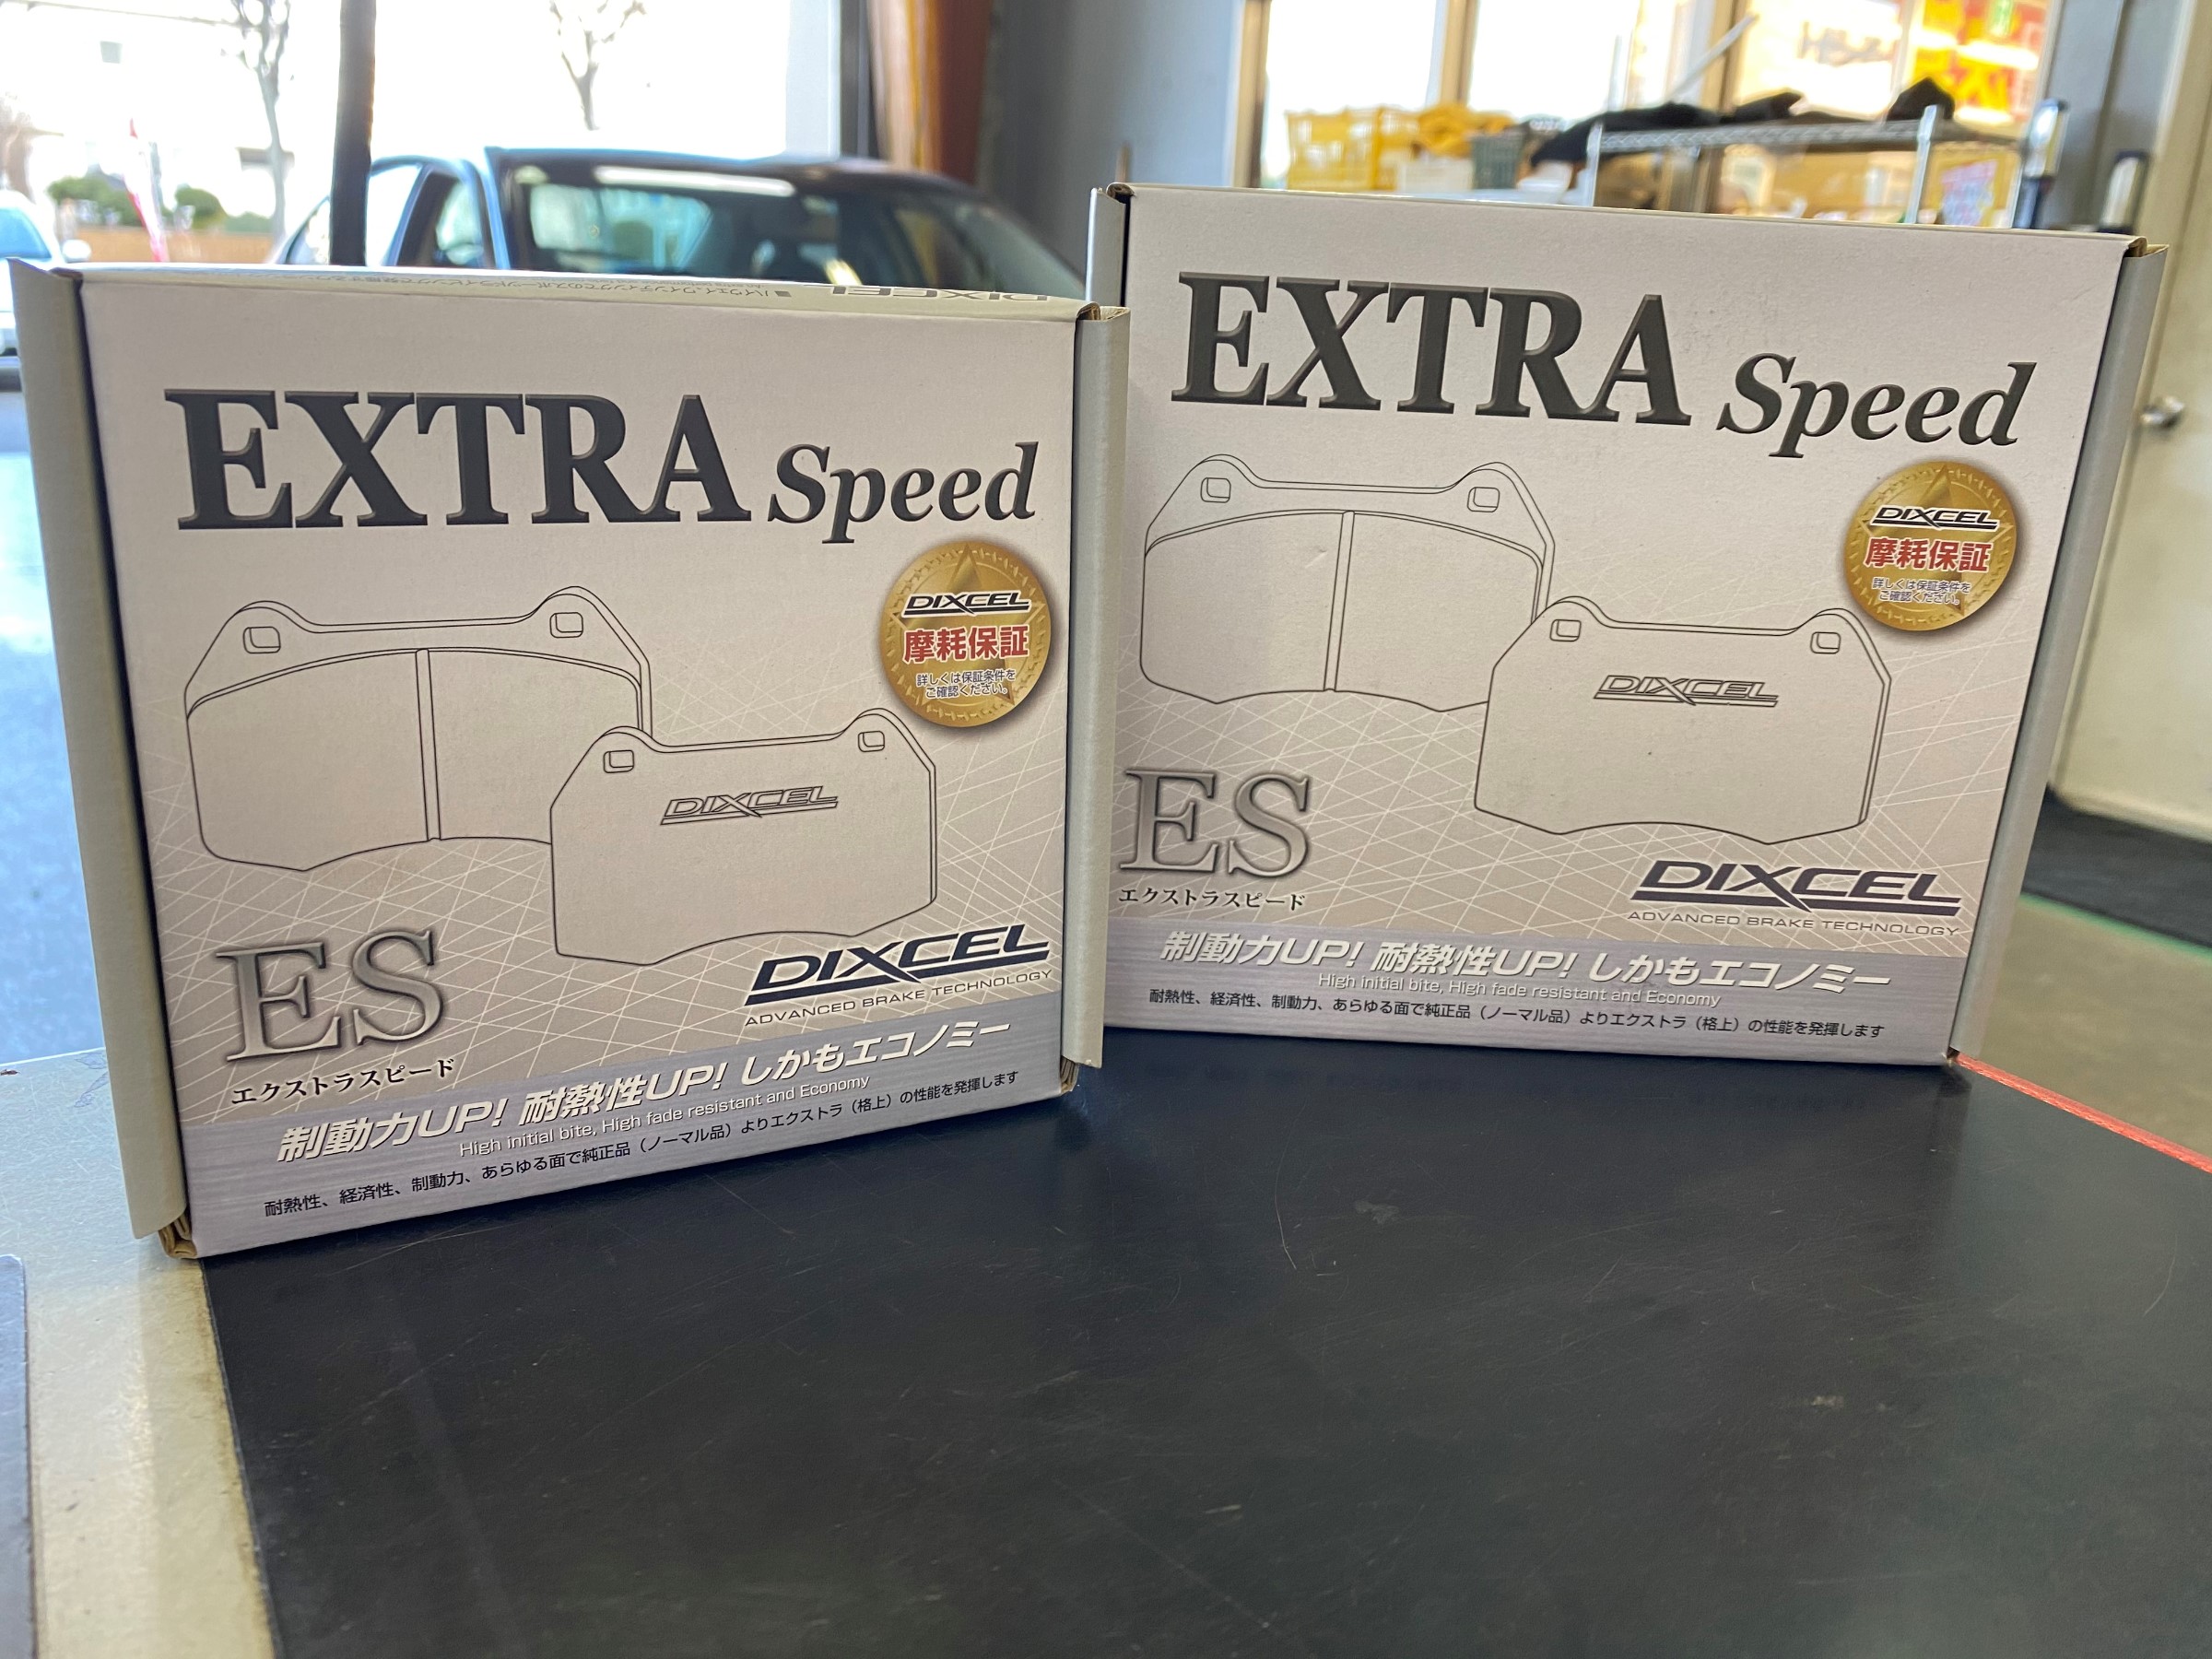 EXTRA Speed
DIXCEL
摩耗保証
詳しくは保証条件を
ご確認ください。
DIXCEL
ES
エクストラスピード
DIXCEL
ADVANCED BRAKE TECHNOLOGY
制動力UP! 耐熱性UP! しかもエコノミー
High initial bite, High fade resistant and Economy
耐熱性、経済性、制動力、あらゆる面で純正品（ノーマル品）よりエクストラ（格上）の性能を発揮します
DIXCEL
EXTRA Speed
DIXCEL
摩耗保証
詳しくは保証条件を
ご確認ください。
DIXCEL
ES
エクストラスピード
DIXCEL
ADVANCED BRAKE TECHNOLOGY
制動力UP! 耐熱性UP! しかもエコノミー
High initial bite, High fade resistant and Economy
耐熱性、経済性、制動力、あらゆる面で純正品（ノーマル品）よりエクストラ（格上）の性能を発揮します